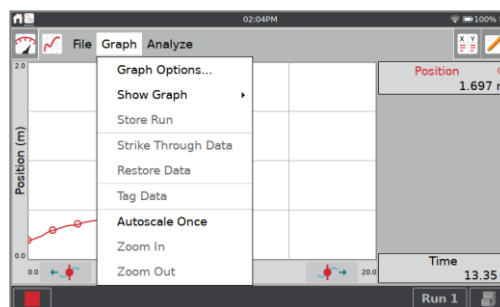 02:04PM 100%
File Graph Analyze X Y
2.0 Graph Options... Position
Show Graph 1.697
Store Run
Position (m)
Strike Through Data
Restore Data
Tag Data
Autoscale Once
0.0 Zoom In Time
0.0 Zoom Out 20.0 13.35
Run 1